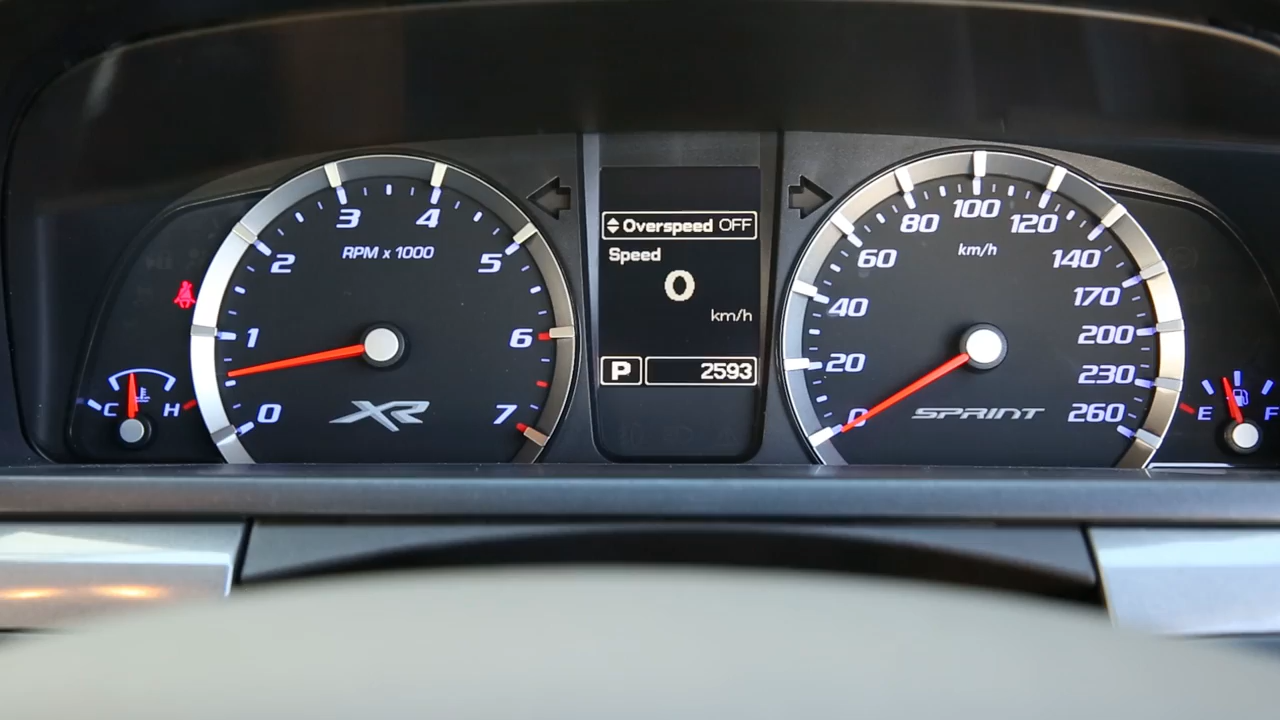 3 4
RPM x 1000
2 5
1 6
0 7
XR
C H
Overspeed OFF
Speed
0
km/h
P 2593
100
80 120
km/h
60 140
40 170
200
20 230
0 260
SPRINT
E F